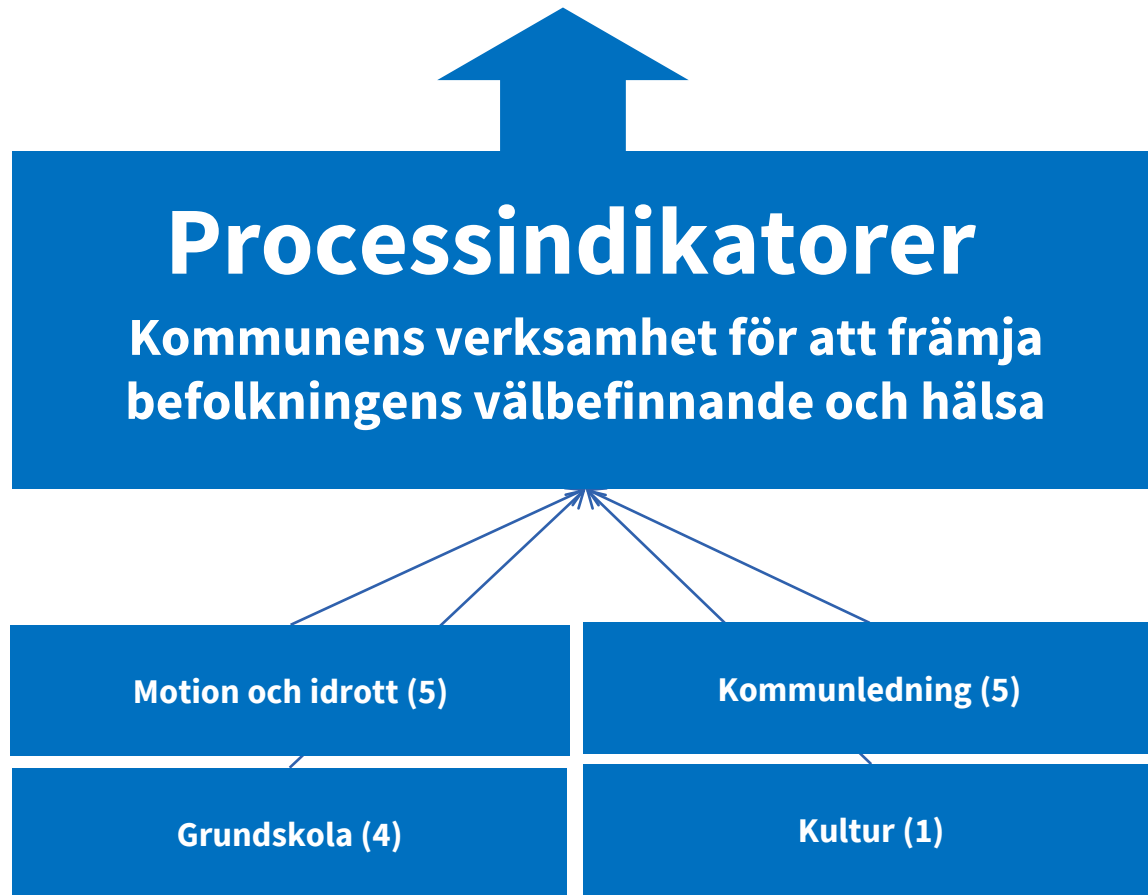 Processindikatorer
Kommunens verksamhet för att främja
befolkningens välbefinnande och hälsa
Motion och idrott (5)
Kommunledning (5)
Grundskola (4)
Kultur (1)